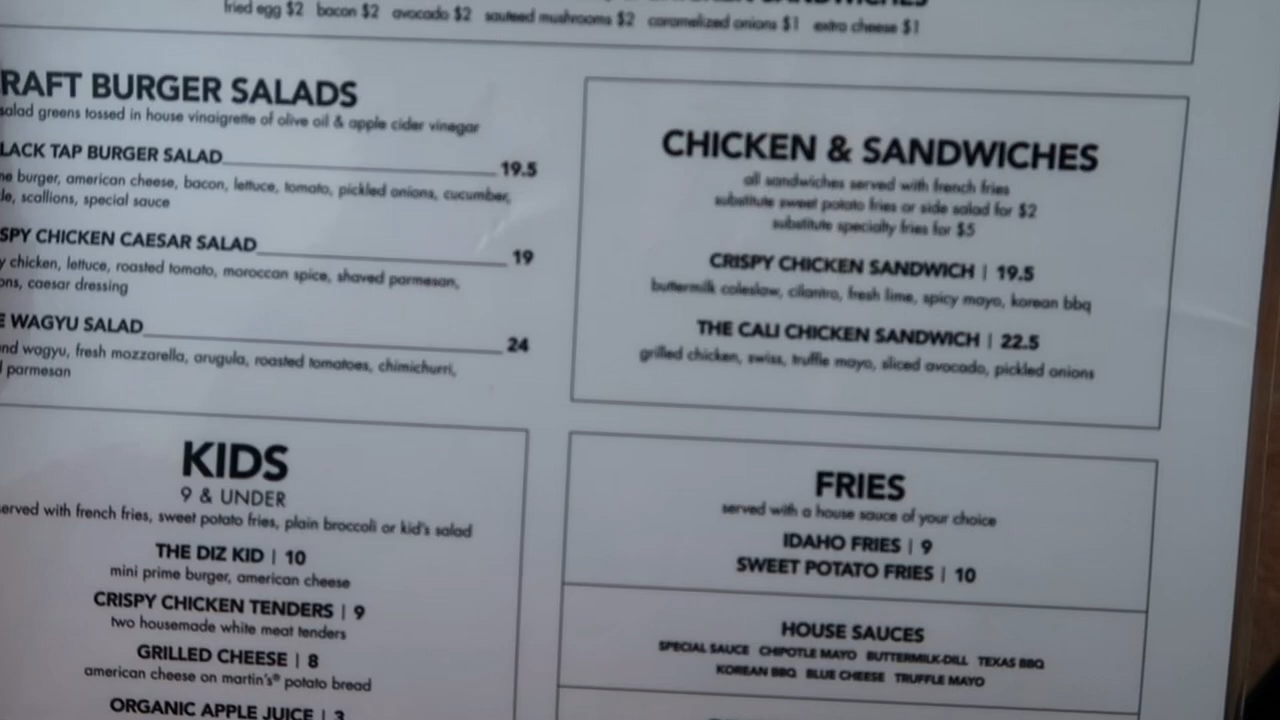 fried egg $2 bacon $2 avocado $2 sauteed mushrooms $2 caramelized onions $1 extra cheese $1
RAFT BURGER SALADS
salad greens tossed in house vinaigrette of olive oil & apple cider vinegar
LACK TAP BURGER SALAD 19.5
me burger, american cheese, bacon, lettuce, tomato, pickled onions, cucumber,
le, scallions, special sauce
SPY CHICKEN CAESAR SALAD 19
y chicken, lettuce, roasted tomato, moroccan spice, shaved parmesan,
ons, caesar dressing
E WAGYU SALAD 24
nd wagyu, fresh mozzarella, arugula, roasted tomatoes, chimichurri,
parmesan
CHICKEN & SANDWICHES
all sandwiches served with french fries
substitute sweet potato fries or side salad for $2
substitute specialty fries for $5
CRISPY CHICKEN SANDWICH | 19.5
buttermilk coleslaw, cilantro, fresh lime, spicy mayo, korean bbq
THE CALI CHICKEN SANDWICH | 22.5
grilled chicken, swiss, truffle mayo, sliced avocado, pickled onions
KIDS
9 & UNDER
erved with french fries, sweet potato fries, plain broccoli or kid's salad
THE DIZ KID | 10
mini prime burger, american cheese
CRISPY CHICKEN TENDERS | 9
two housemade white meat tenders
GRILLED CHEESE | 8
american cheese on martin's® potato bread
ORGANIC APPLE JUICE | 3
FRIES
served with a house sauce of your choice
IDAHO FRIES | 9
SWEET POTATO FRIES | 10
HOUSE SAUCES
SPECIAL SAUCE CHIPOTLE MAYO BUTTERMILK-DILL TEXAS BBQ
KOREAN BBQ BLUE CHEESE TRUFFLE MAYO